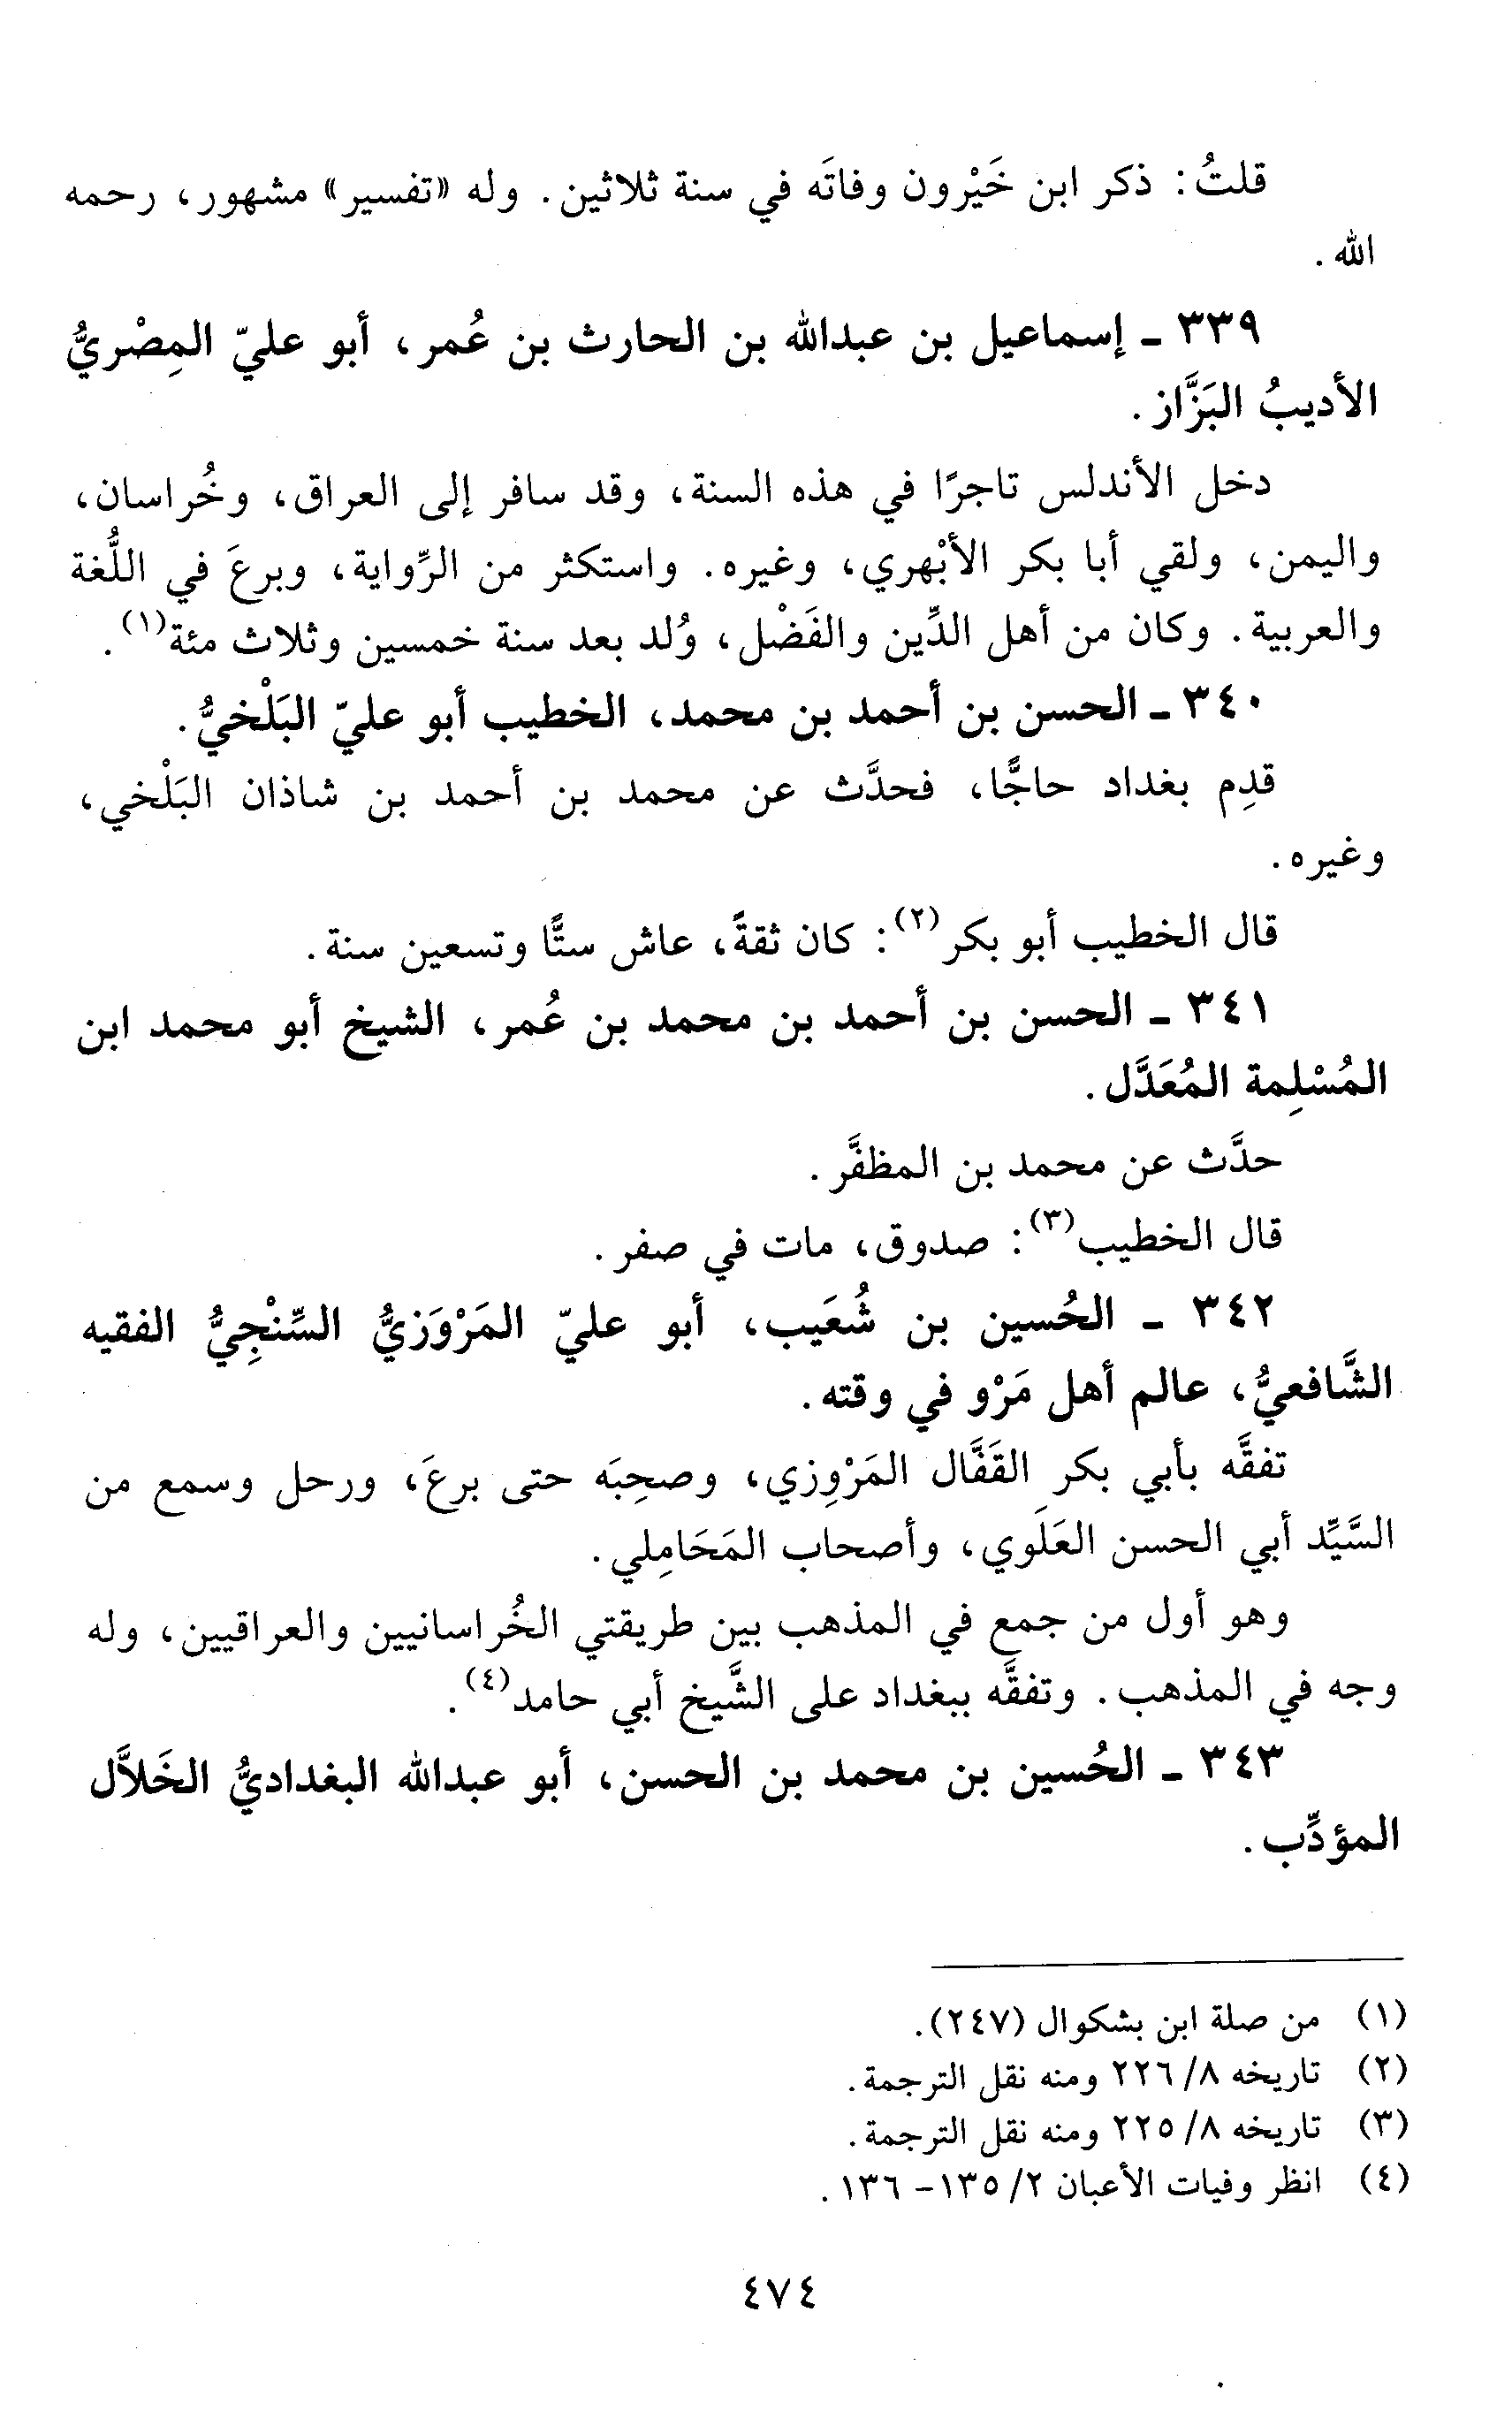 قلتُ: ذكر ابن خَيْرون وفاتَه في سنة ثلاثين. وله «تفسير» مشهور، رحمه
الله.
٣٣٩ ـ إسماعيل بن عبدالله بن الحارث بن عُمر، أبو عليّ المِصْريُّ
الأديبُ البَزَّاز.
دخل الأندلس تاجرًا في هذه السنة، وقد سافر إلى العراق، وخُراسان،
واليمن، ولقي أبا بكر الأبْهري، وغيره. واستكثر من الرِّواية، وبرعَ في اللُّغة
والعربية. وكان من أهل الدِّين والفَضْل، وُلد بعد سنة خمسين وثلاث مئة(١).
٣٤٠ ـ الحسن بن أحمد بن محمد، الخطيب أبو عليّ البَلْخيُّ.
قدِم بغداد حاجًّا، فحدَّث عن محمد بن أحمد بن شاذان البَلْخي،
وغيره.
قال الخطيب أبو بكر(٢): كان ثقةً، عاش ستًّا وتسعين سنة.
٣٤١ ـ الحسن بن أحمد بن محمد بن عُمر، الشيخ أبو محمد ابن
المُسْلِمة المُعَدَّل.
حدَّث عن محمد بن المظفَّر.
قال الخطيب(٣): صدوق، مات في صفر.
٣٤٢ ـ الحُسين بن شُعَيب، أبو عليّ المَرْوَزيُّ السِّنْجِيُّ الفقيه
الشَّافعيُّ، عالم أهل مَرْو في وقته.
تفقَّه بأبي بكر القَفَّال المَرْوِزي، وصحِبَه حتى برعَ، ورحل وسمع من
السَّيِّد أبي الحسن العَلَوي، وأصحاب المَحَامِلي.
وهو أول من جمع في المذهب بين طريقتي الخُراسانيين والعراقيين، وله
وجه في المذهب. وتفقَّه ببغداد على الشَّيخ أبي حامد(٤).
٣٤٣ ـ الحُسين بن محمد بن الحسن، أبو عبدالله البغداديُّ الخَلاَّل
المؤدِّب.
(١) من صلة ابن بشكوال (٢٤٧).
(٢) تاريخه ٨/ ٢٢٦ ومنه نقل الترجمة.
(٣) تاريخه ٨/ ٢٢٥ ومنه نقل الترجمة.
(٤) انظر وفيات الأعيان ٢/ ١٣٥ - ١٣٦.
٤٧٤